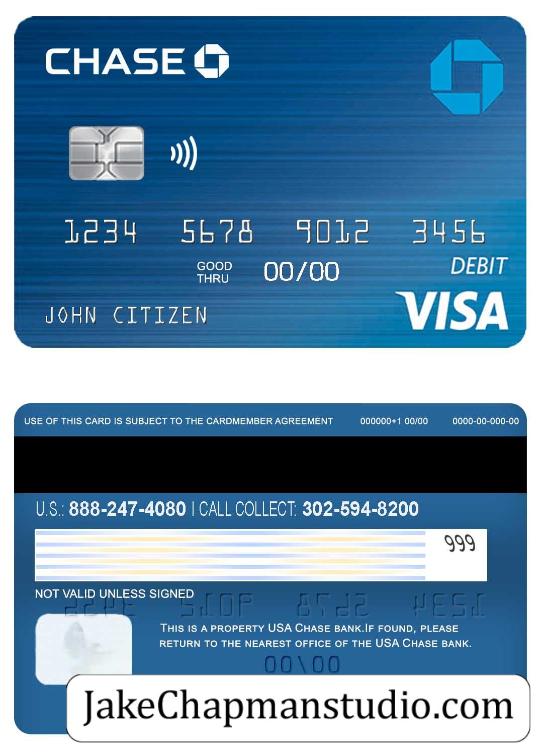 CHASE
1234 5678 9012 3456
GOOD THRU 00/00
DEBIT
JOHN CITIZEN
VISA
USE OF THIS CARD IS SUBJECT TO THE CARDMEMBER AGREEMENT 000000+1 00/00 0000-00-000-00
U.S.: 888-247-4080 | CALL COLLECT: 302-594-8200
999
NOT VALID UNLESS SIGNED
THIS IS A PROPERTY USA CHASE BANK.IF FOUND, PLEASE
RETURN TO THE NEAREST OFFICE OF THE USA CHASE BANK.
00/00
JakeChapmanstudio.com